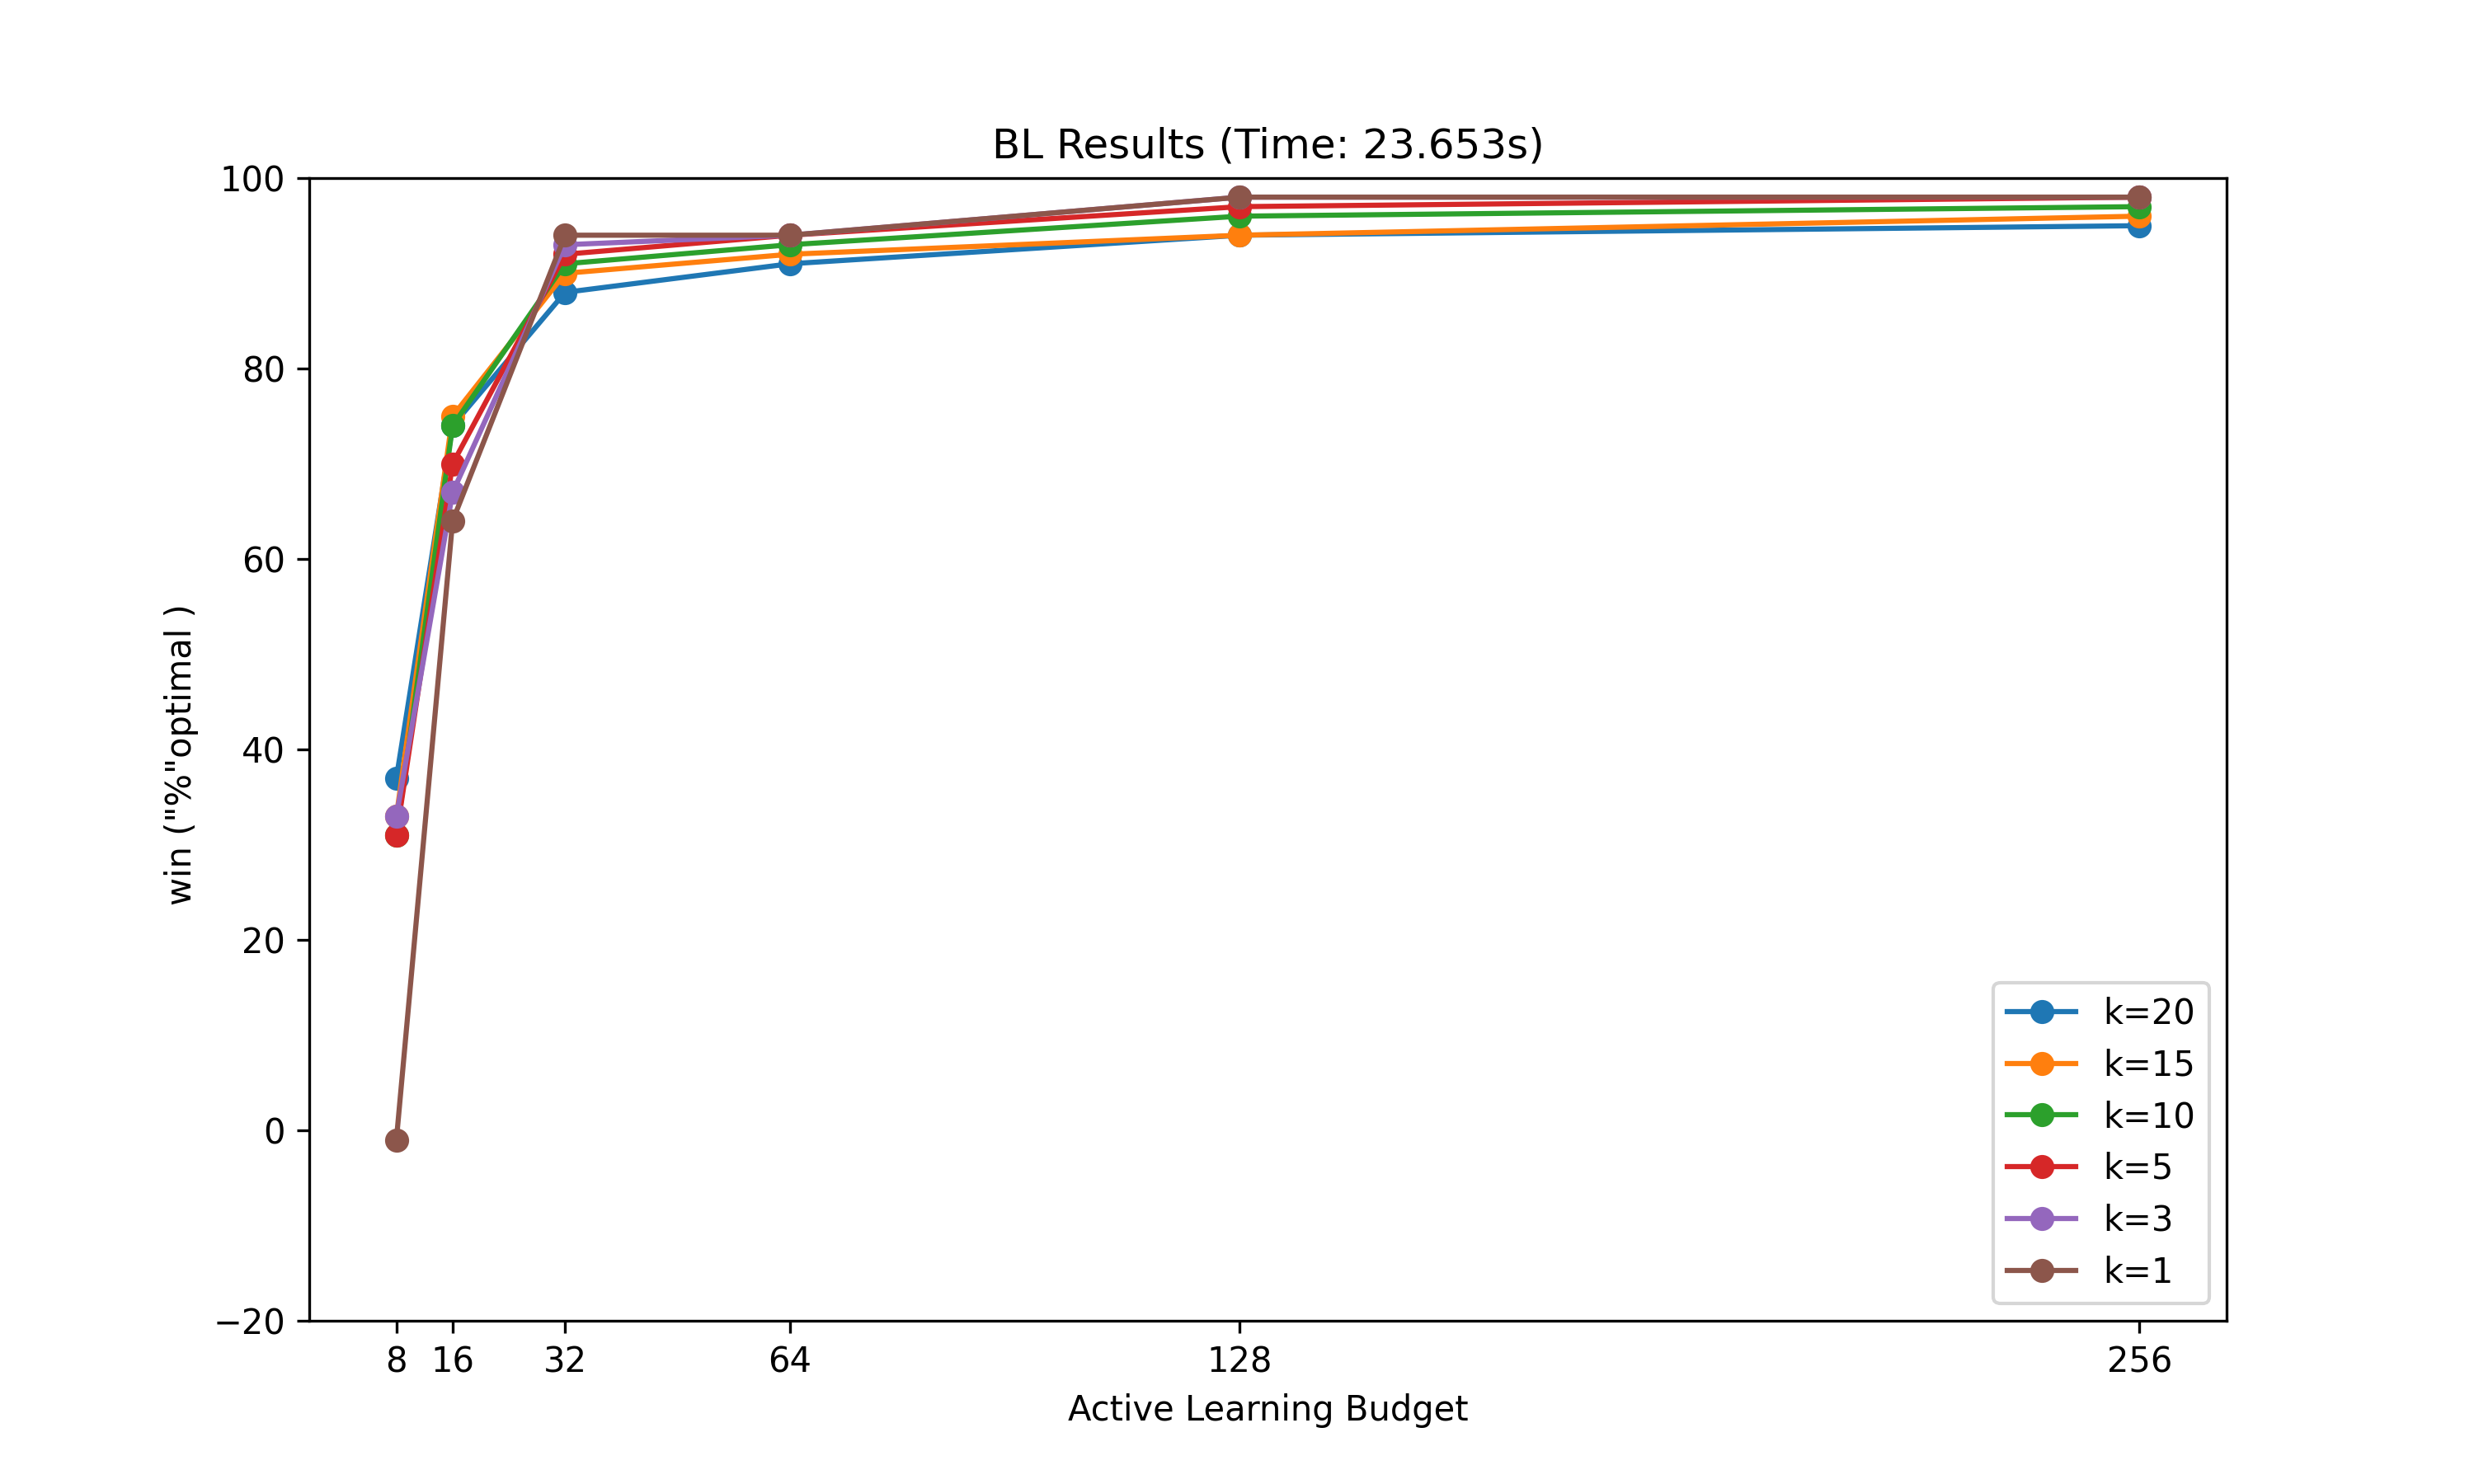 BL Results (Time: 23.653s)
100
80
60
40
20
0
−20
win ("%"optimal )
8 16 32 64 128 256
Active Learning Budget
k=20
k=15
k=10
k=5
k=3
k=1